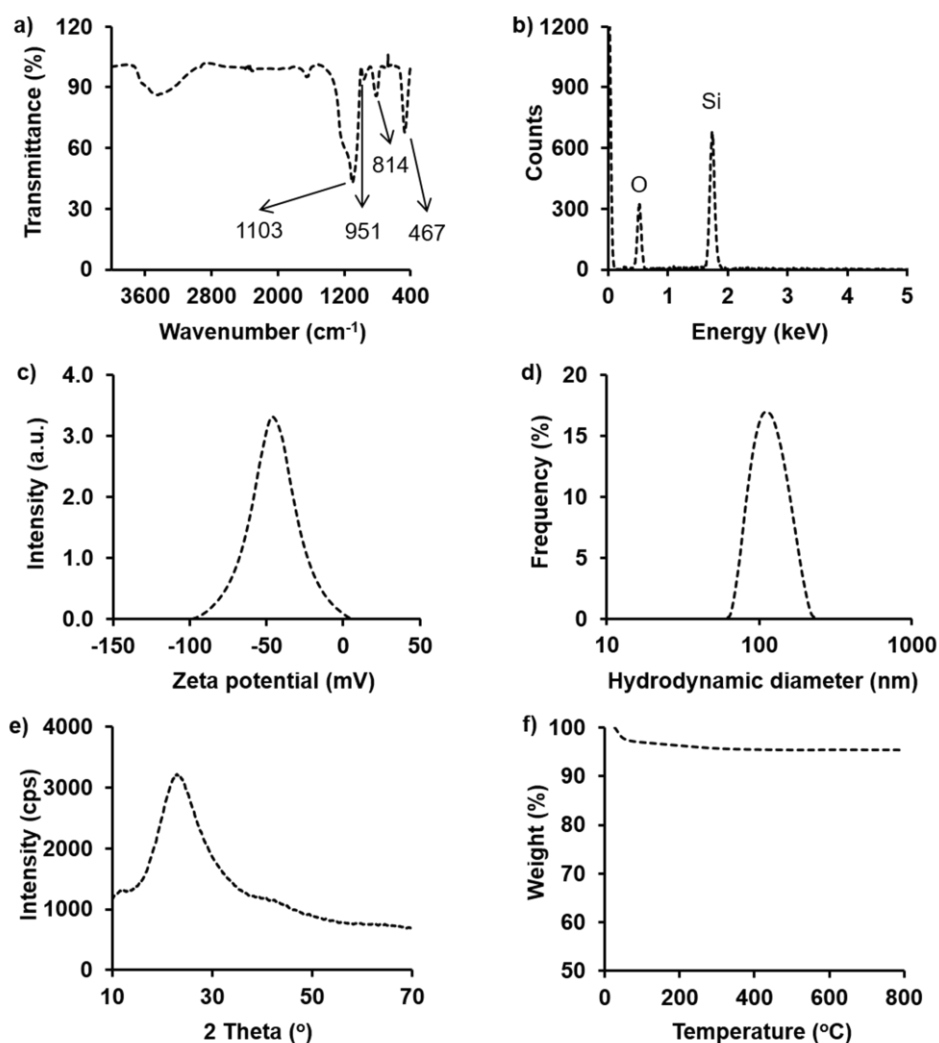 a)
Transmittance (%)
120
90
60
30
0
3600 2800 2000 1200 400
Wavenumber (cm-1)
1103
951
814
467
b)
Counts
1200
900
600
300
0
0 1 2 3 4 5
Energy (keV)
O
Si
c)
Intensity (a.u.)
4.0
3.0
2.0
1.0
0.0
-150 -100 -50 0 50
Zeta potential (mV)
d)
Frequency (%)
20
15
10
5
0
10 100 1000
Hydrodynamic diameter (nm)
e)
Intensity (cps)
4000
3000
2000
1000
0
10 30 50 70
2 Theta (o)
f)
Weight (%)
100
90
80
70
60
50
0 200 400 600 800
Temperature (oC)